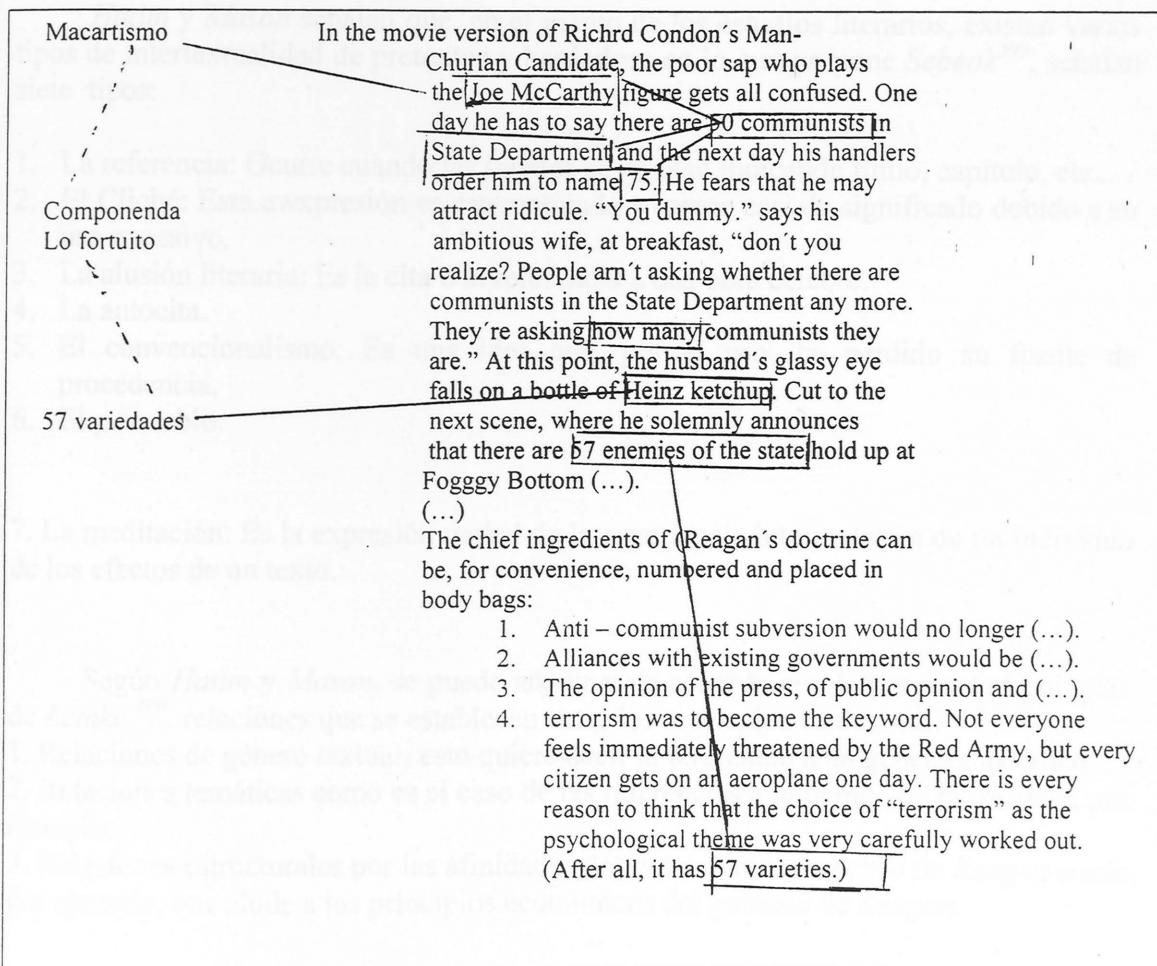 Macartismo
In the movie version of Richrd Condon´s Man-
Churian Candidate, the poor sap who plays
the Joe McCarthy figure gets all confused. One
day he has to say there are 50 communists in
State Department and the next day his handlers
order him to name 75. He fears that he may
attract ridicule. “You dummy.” says his
ambitious wife, at breakfast, “don´t you
realize? People arn´t asking whether there are
communists in the State Department any more.
They´re asking how many communists they
are.” At this point, the husband´s glassy eye
falls on a bottle of Heinz ketchup. Cut to the
next scene, where he solemnly announces
that there are 57 enemies of the state hold up at
Fogggy Bottom (…).
(…)
The chief ingredients of (Reagan´s doctrine can
be, for convenience, numbered and placed in
body bags:
1. Anti – communist subversion would no longer (…).
2. Alliances with existing governments would be (…).
3. The opinion of the press, of public opinion and (…).
4. terrorism was to become the keyword. Not everyone
feels immediately threatened by the Red Army, but every
citizen gets on an aeroplane one day. There is every
reason to think that the choice of “terrorism” as the
psychological theme was very carefully worked out.
(After all, it has 57 varieties.)
Componenda
Lo fortuito
57 variedades